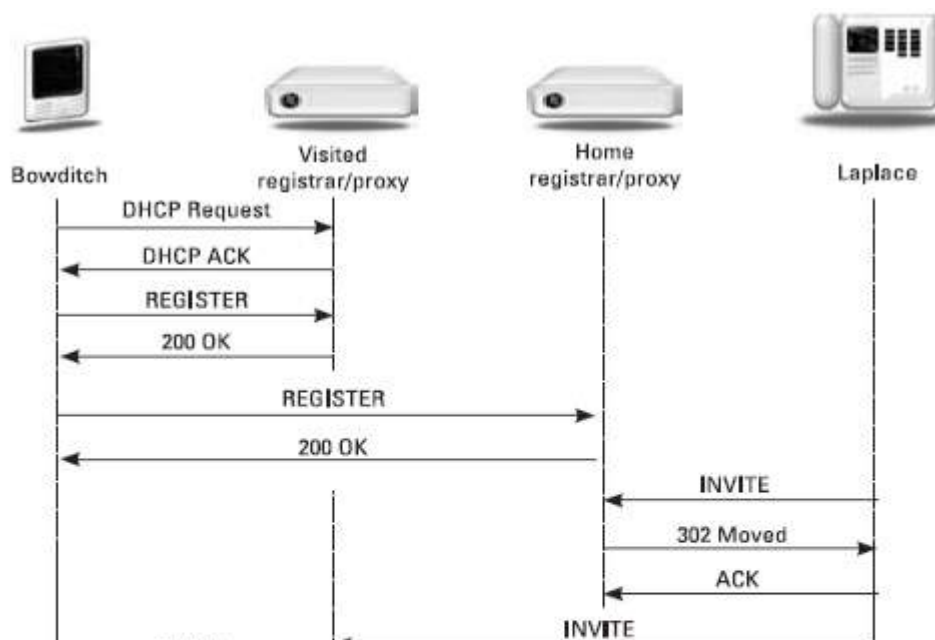 Bowditch
Visited
registrar/proxy
Home
registrar/proxy
Laplace
DHCP Request
DHCP ACK
REGISTER
200 OK
REGISTER
200 OK
INVITE
302 Moved
ACK
INVITE